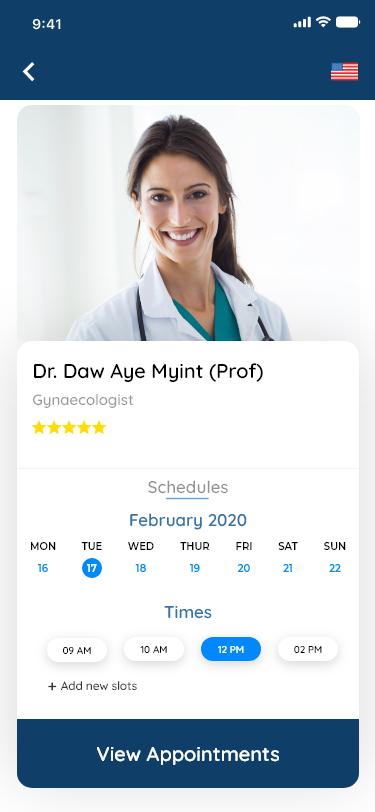 9:41
Dr. Daw Aye Myint (Prof)
Gynaecologist
Schedules
February 2020
MON TUE WED THUR FRI SAT SUN
16 17 18 19 20 21 22
Times
09 AM 10 AM 12 PM 02 PM
+ Add new slots
View Appointments